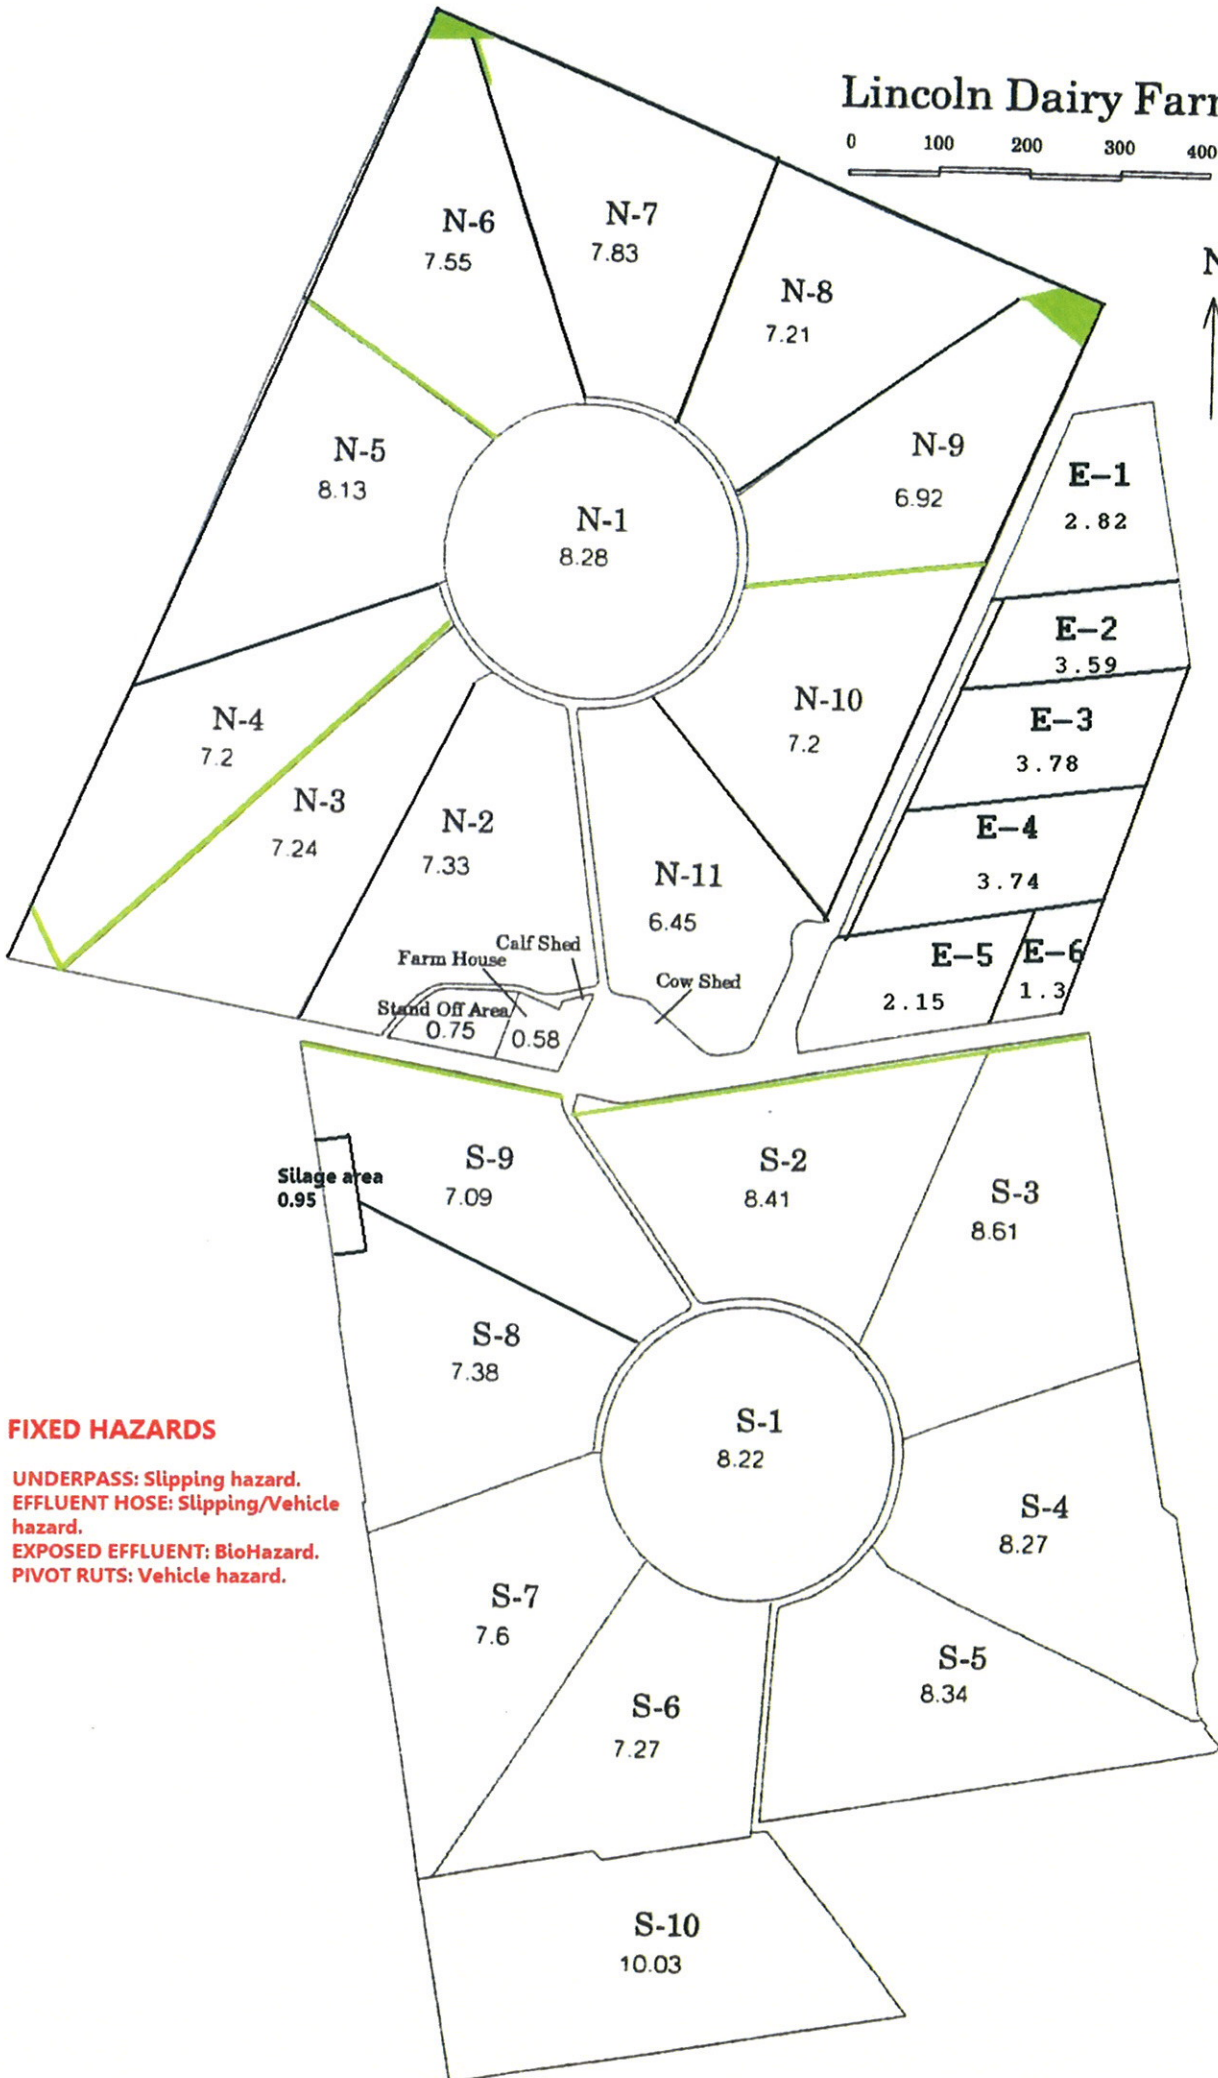 Lincoln Dairy Farm
0 100 200 300 400
N
N-6
7.55
N-7
7.83
N-8
7.21
N-5
8.13
N-1
8.28
N-9
6.92
E-1
2.82
E-2
3.59
E-3
3.78
E-4
3.74
E-5
2.15
E-6
1.3
N-4
7.2
N-3
7.24
N-2
7.33
N-10
7.2
N-11
6.45
Calf Shed
Farm House
Cow Shed
Stand Off Area
0.75
0.58
S-9
7.09
S-2
8.41
S-3
8.61
Silage area
0.95
S-8
7.38
S-1
8.22
S-4
8.27
FIXED HAZARDS
UNDERPASS: Slipping hazard.
EFFLUENT HOSE: Slipping/Vehicle
hazard.
EXPOSED EFFLUENT: BioHazard.
PIVOT RUTS: Vehicle hazard.
S-7
7.6
S-6
7.27
S-5
8.34
S-10
10.03